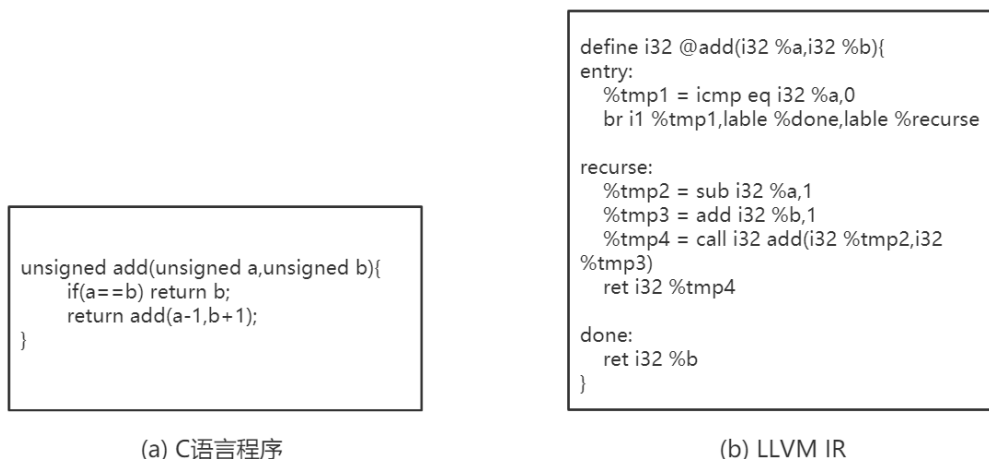 unsigned add(unsigned a,unsigned b){
if(a==b) return b;
return add(a-1,b+1);
}
(a) C语言程序
define i32 @add(i32 %a,i32 %b){
entry:
%tmp1 = icmp eq i32 %a,0
br i1 %tmp1,lable %done,lable %recurse
recurse:
%tmp2 = sub i32 %a,1
%tmp3 = add i32 %b,1
%tmp4 = call i32 add(i32 %tmp2,i32
%tmp3)
ret i32 %tmp4
done:
ret i32 %b
}
(b) LLVM IR